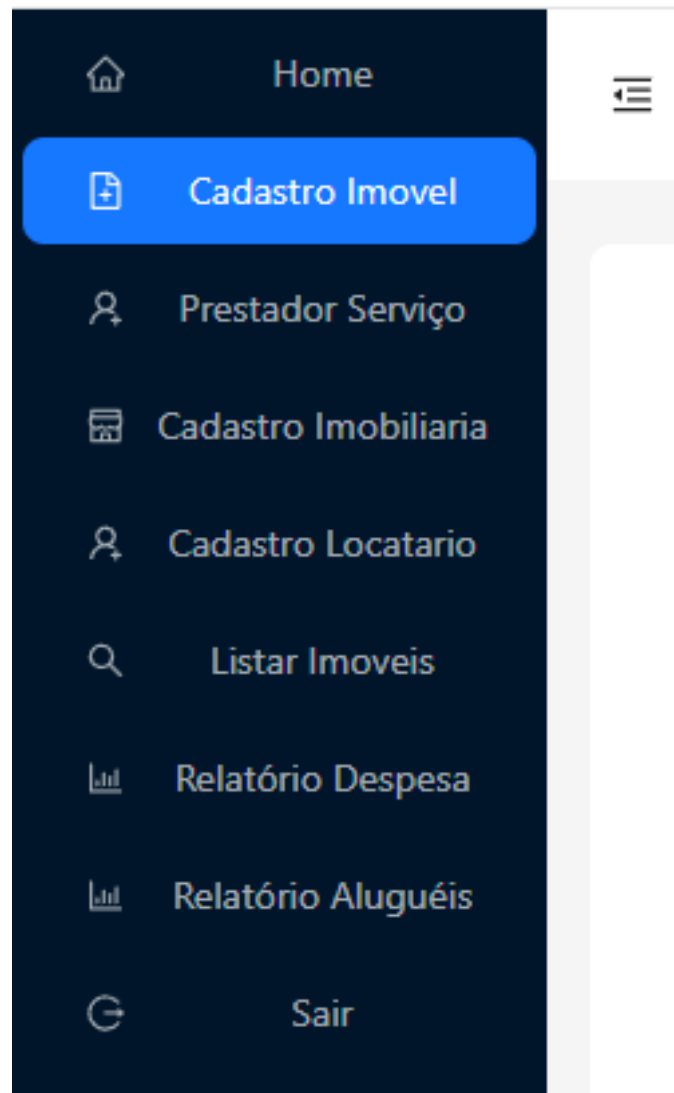 Home
Cadastro Imovel
Prestador Serviço
Cadastro Imobiliaria
Cadastro Locatario
Listar Imoveis
Relatório Despesa
Relatório Aluguéis
Sair